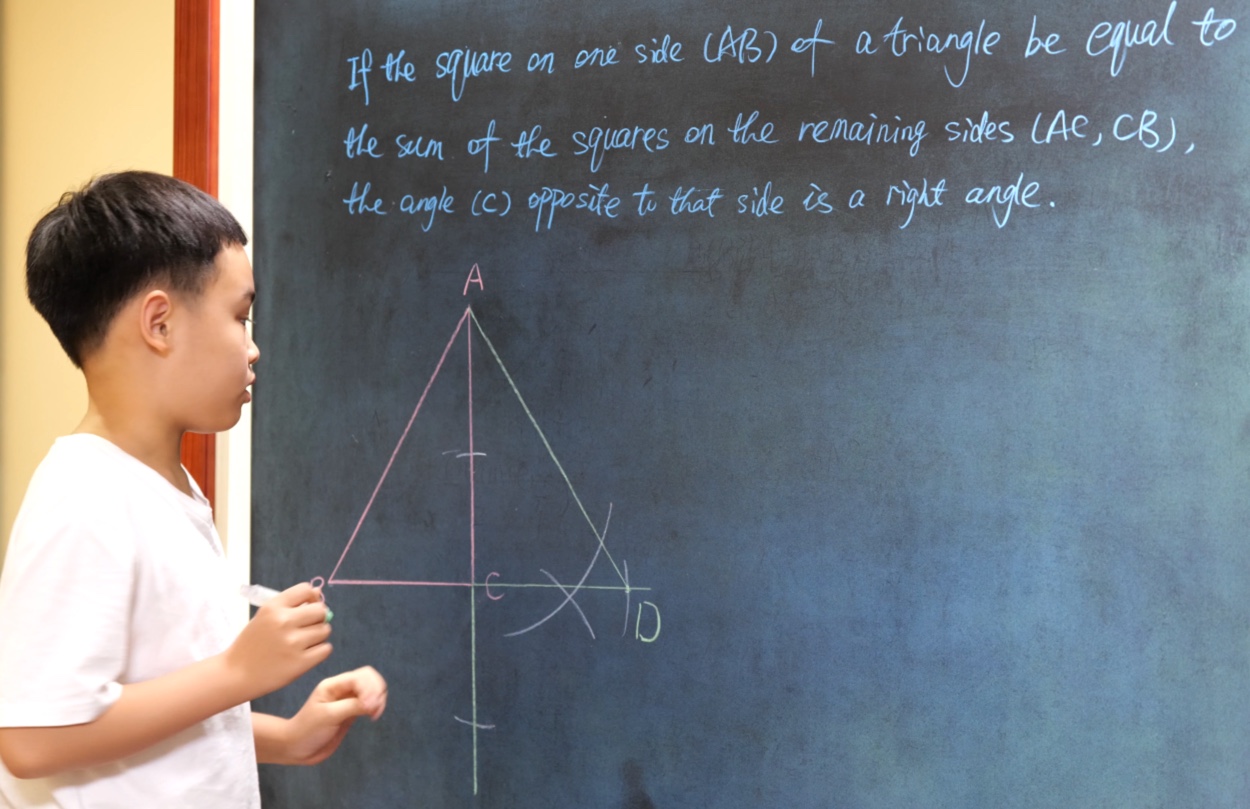 If the square on one side (AB) of a triangle be equal to
the sum of the squares on the remaining sides (AC, CB),
the angle (C) opposite to that side is a right angle.
A
C
D